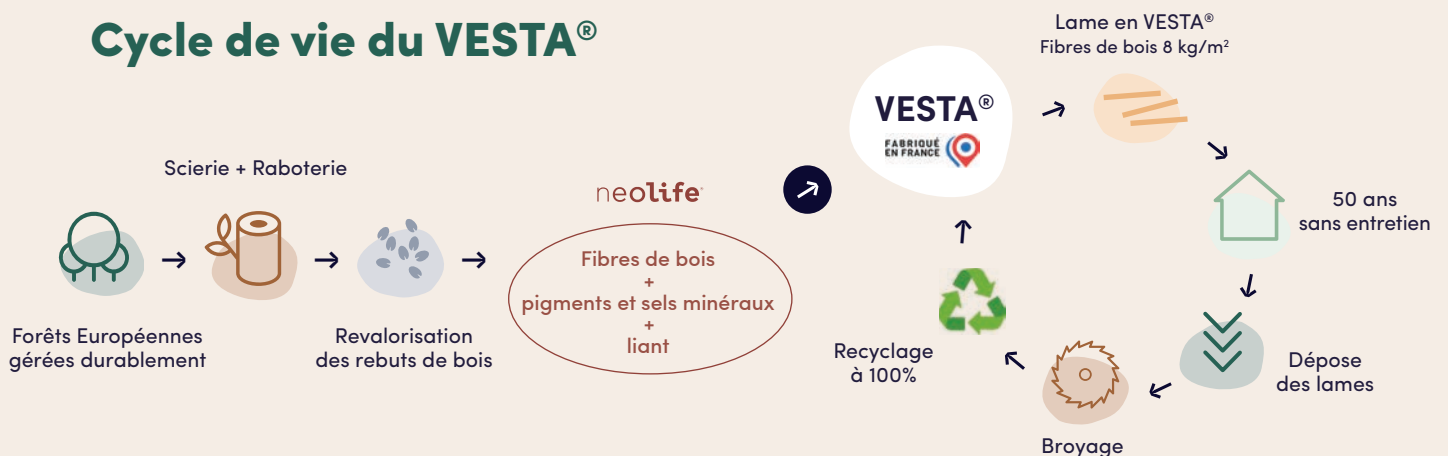 Cycle de vie du VESTA®
Scierie + Raboterie
Forêts Européennes
gérées durablement
Revalorisation
des rebuts de bois
neolife
Fibres de bois
+
pigments et sels minéraux
+
liant
VESTA®
FABRIQUÉ
EN FRANCE
Lame en VESTA®
Fibres de bois 8 kg/m²
50 ans
sans entretien
Dépose
des lames
Broyage
Recyclage
à 100%